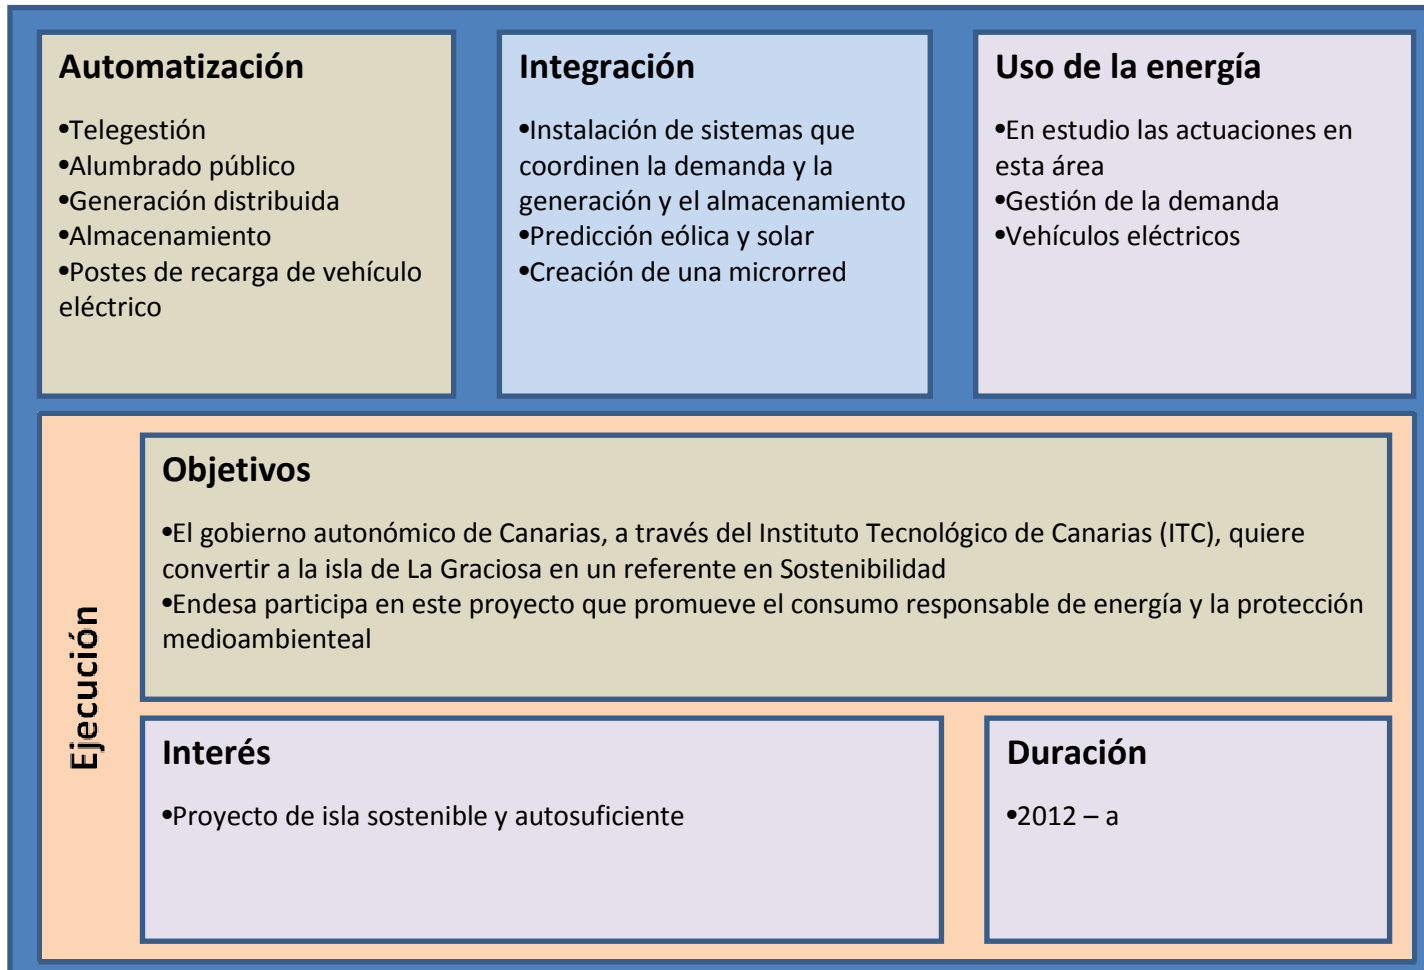 Automatización
•Telegestión
•Alumbrado público
•Generación distribuida
•Almacenamiento
•Postes de recarga de vehículo
eléctrico
Integración
•Instalación de sistemas que
coordinen la demanda y la
generación y el almacenamiento
•Predicción eólica y solar
•Creación de una microrred
Uso de la energía
•En estudio las actuaciones en
esta área
•Gestión de la demanda
•Vehículos eléctricos
Ejecución
Objetivos
•El gobierno autonómico de Canarias, a través del Instituto Tecnológico de Canarias (ITC), quiere
convertir a la isla de La Graciosa en un referente en Sostenibilidad
•Endesa participa en este proyecto que promueve el consumo responsable de energía y la protección
medioambienteal
Interés
•Proyecto de isla sostenible y autosuficiente
Duración
•2012 – a